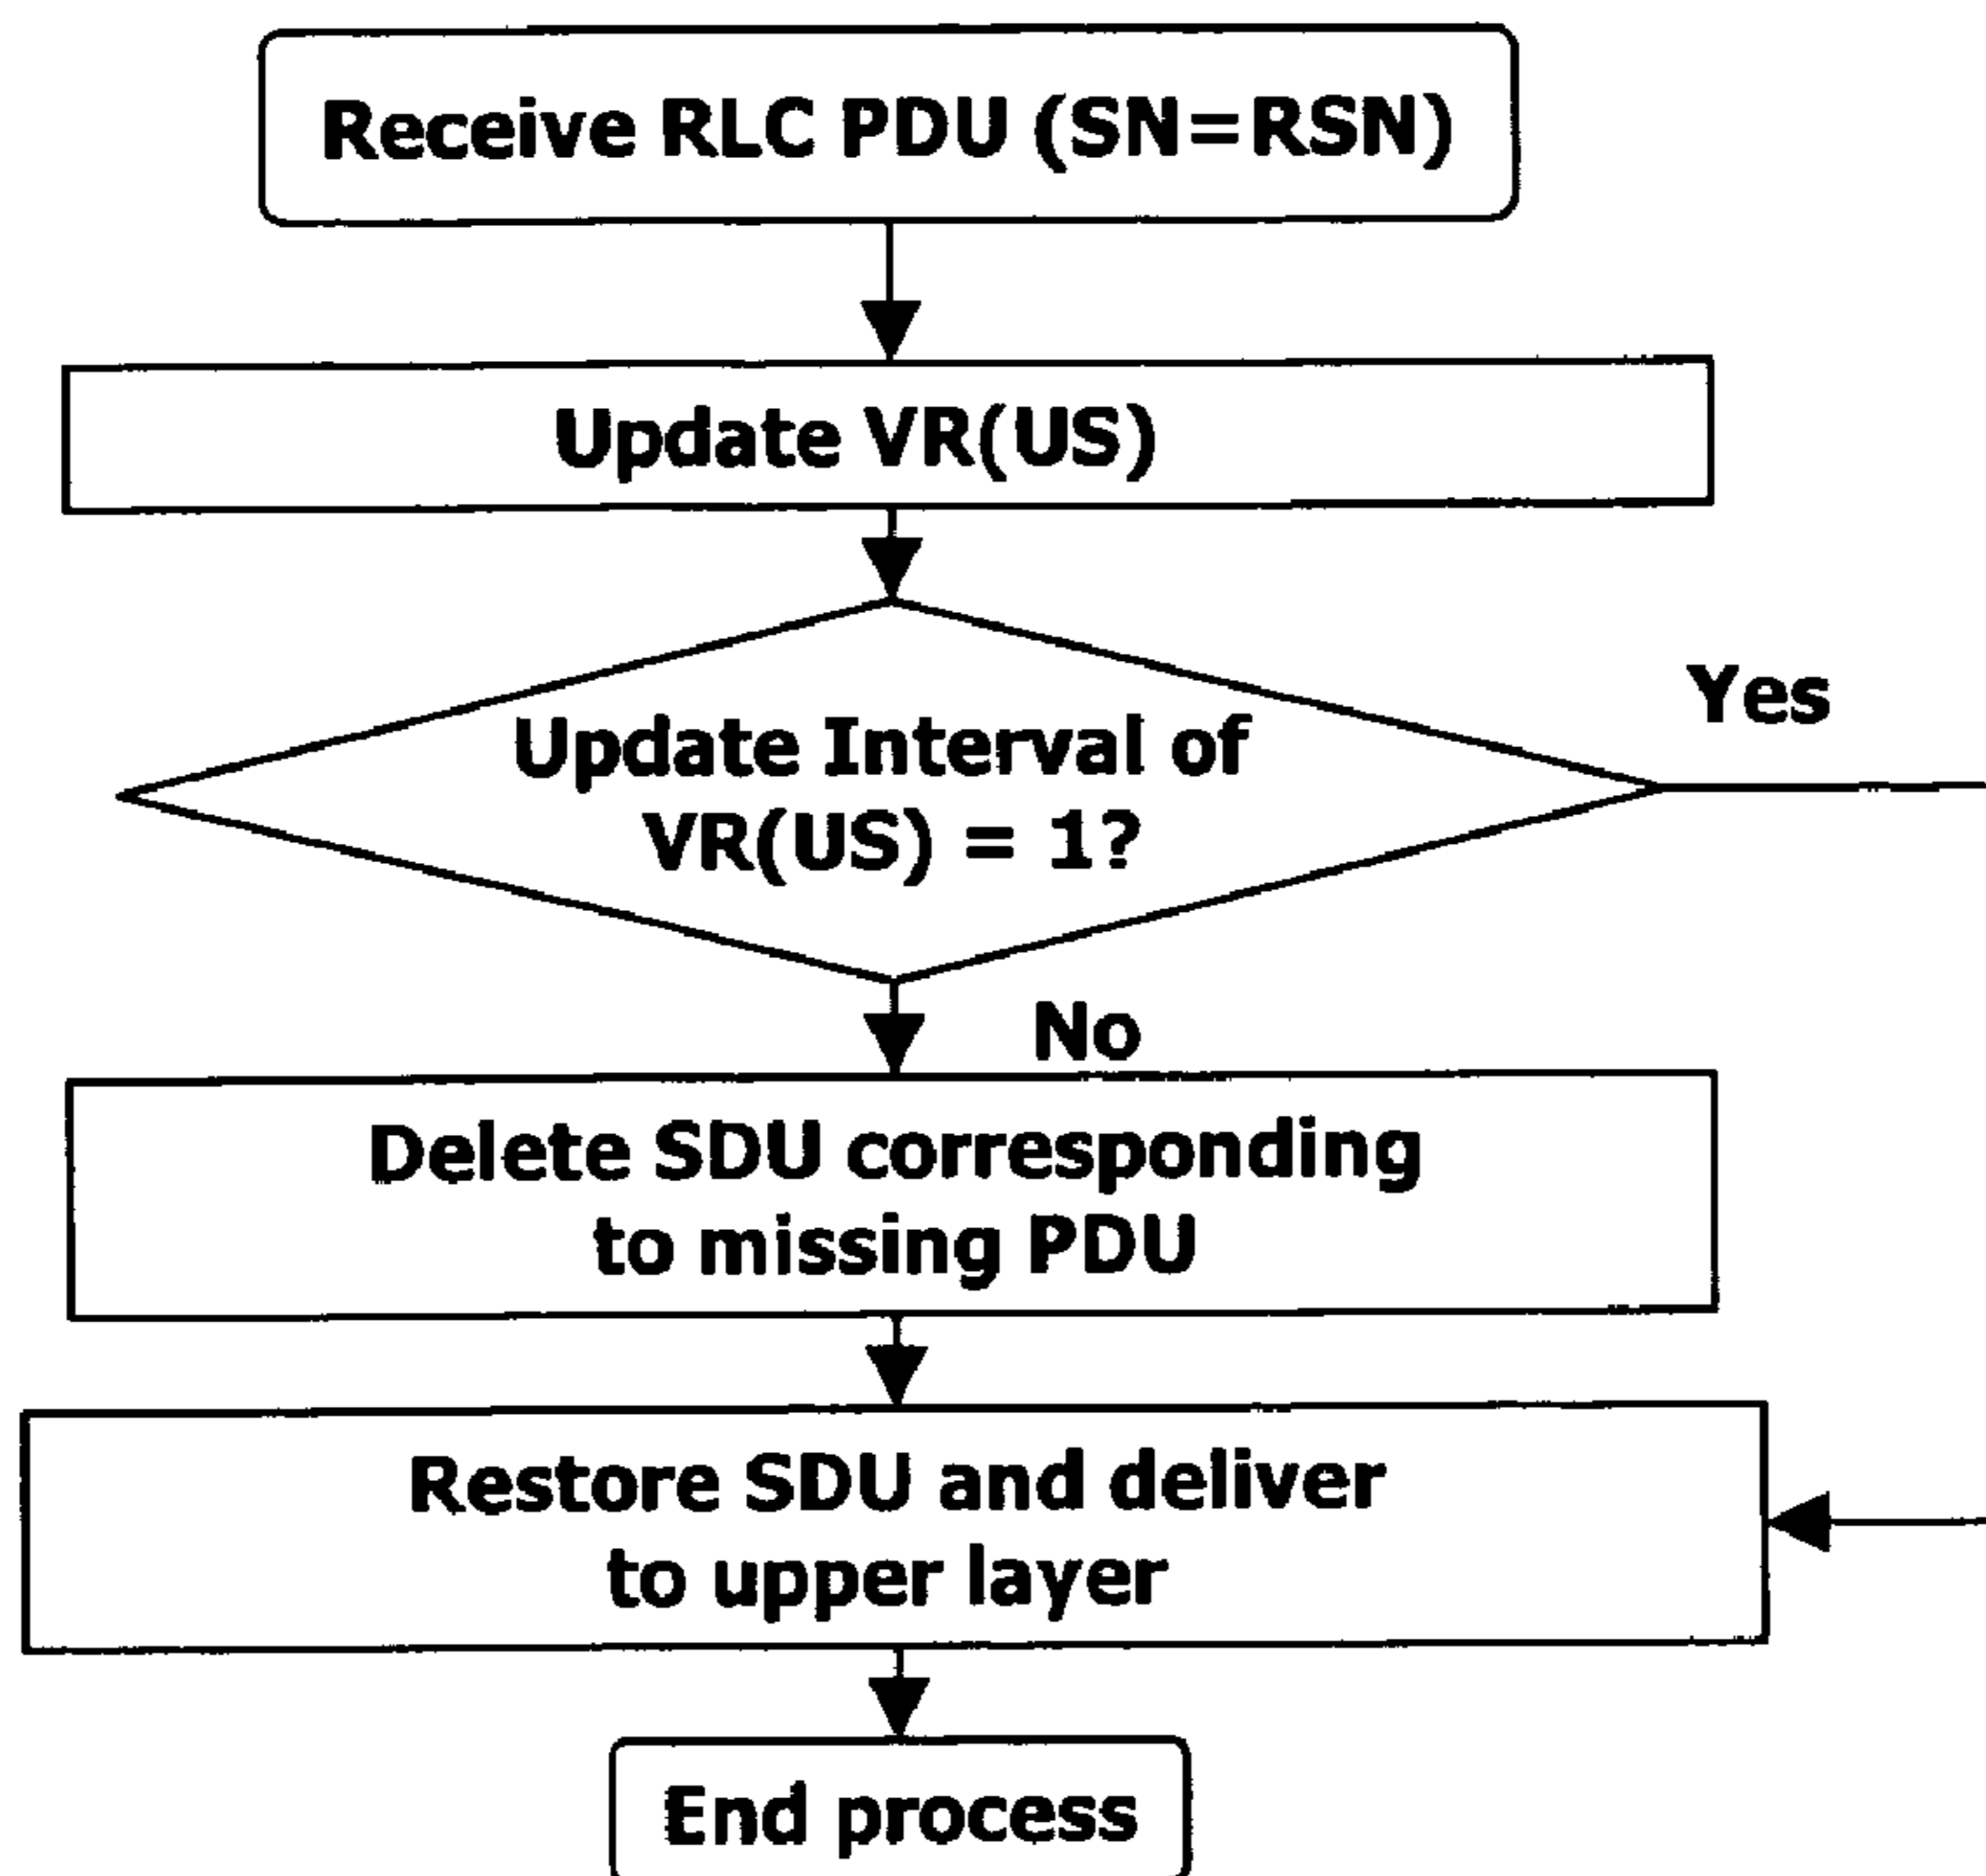 Receive RLC PDU (SN=RSN)
Update VR(US)
Yes
Update Interval of
VR(US) = 1?
No
Delete SDU corresponding
to missing PDU
Restore SDU and deliver
to upper layer
End process